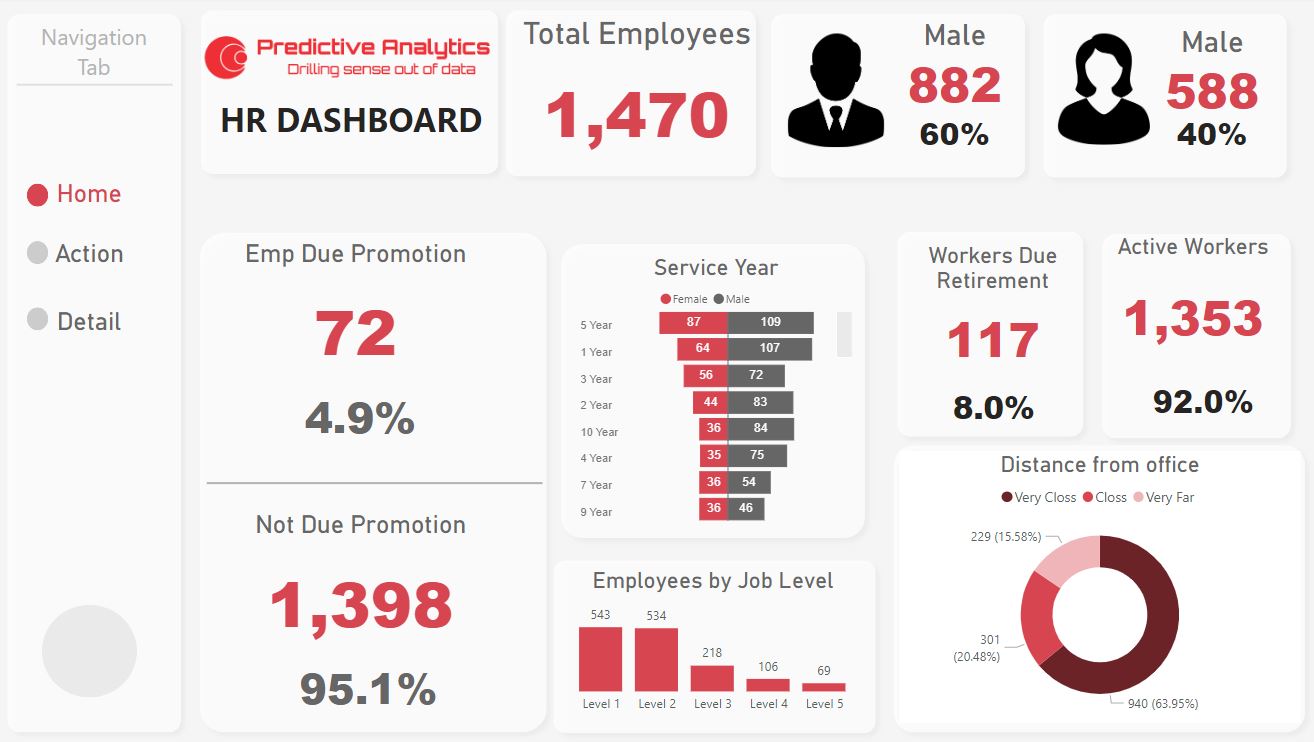 Navigation
Tab
Home
Action
Detail
Predictive Analytics
Drilling sense out of data
HR DASHBOARD
Total Employees
1,470
Male
882
60%
Male
588
40%
Emp Due Promotion
72
4.9%
Not Due Promotion
1,398
95.1%
Service Year
Female Male
5 Year 87 109
1 Year 64 107
3 Year 56 72
2 Year 44 83
10 Year 36 84
4 Year 35 75
7 Year 36 54
9 Year 36 46
Employees by Job Level
543 534 218 106 69
Level 1 Level 2 Level 3 Level 4 Level 5
Workers Due
Retirement
117
8.0%
Active Workers
1,353
92.0%
Distance from office
Very Closs Closs Very Far
229 (15.58%)
301
(20.48%)
940 (63.95%)